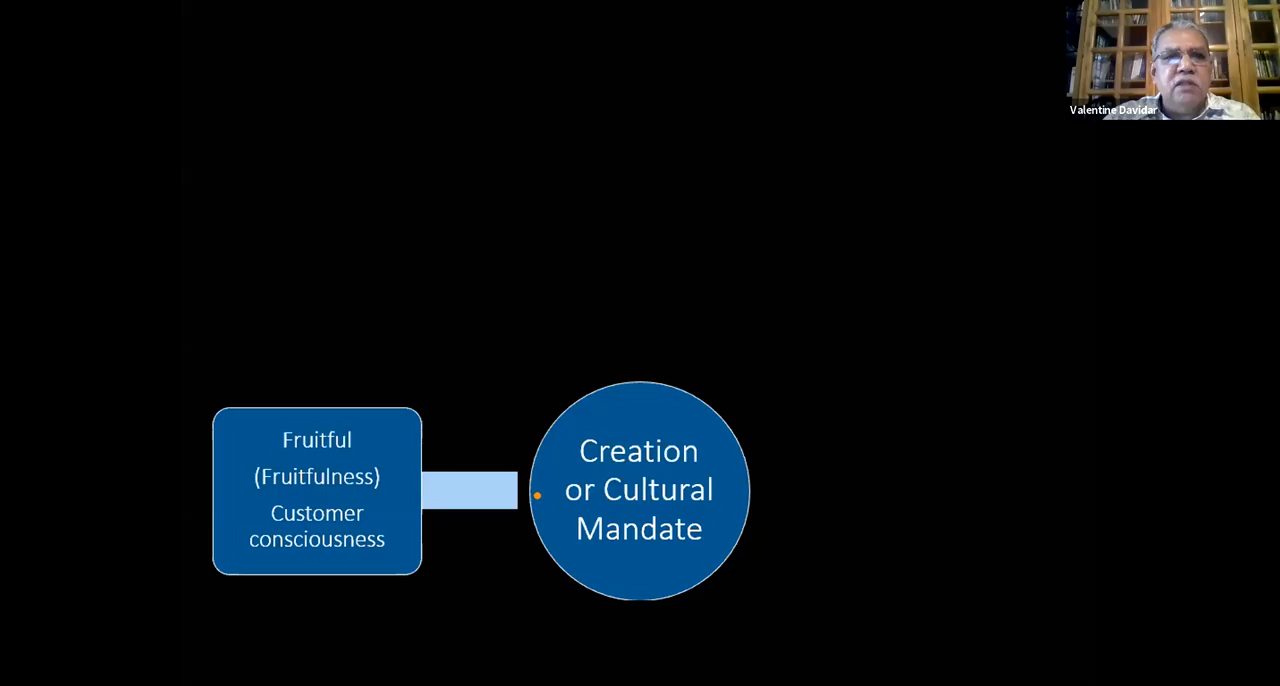 Valentine Davidar
Fruitful
(Fruitfulness)
Customer
consciousness
Creation
or Cultural
Mandate